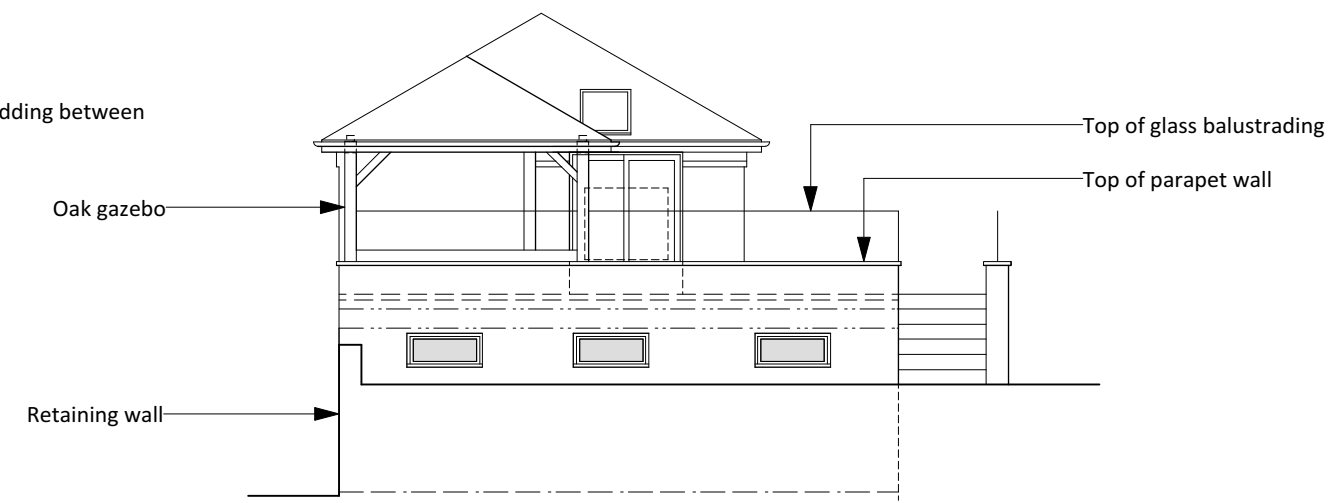 dding between
Top of glass balustrading
Top of parapet wall
Oak gazebo
Retaining wall